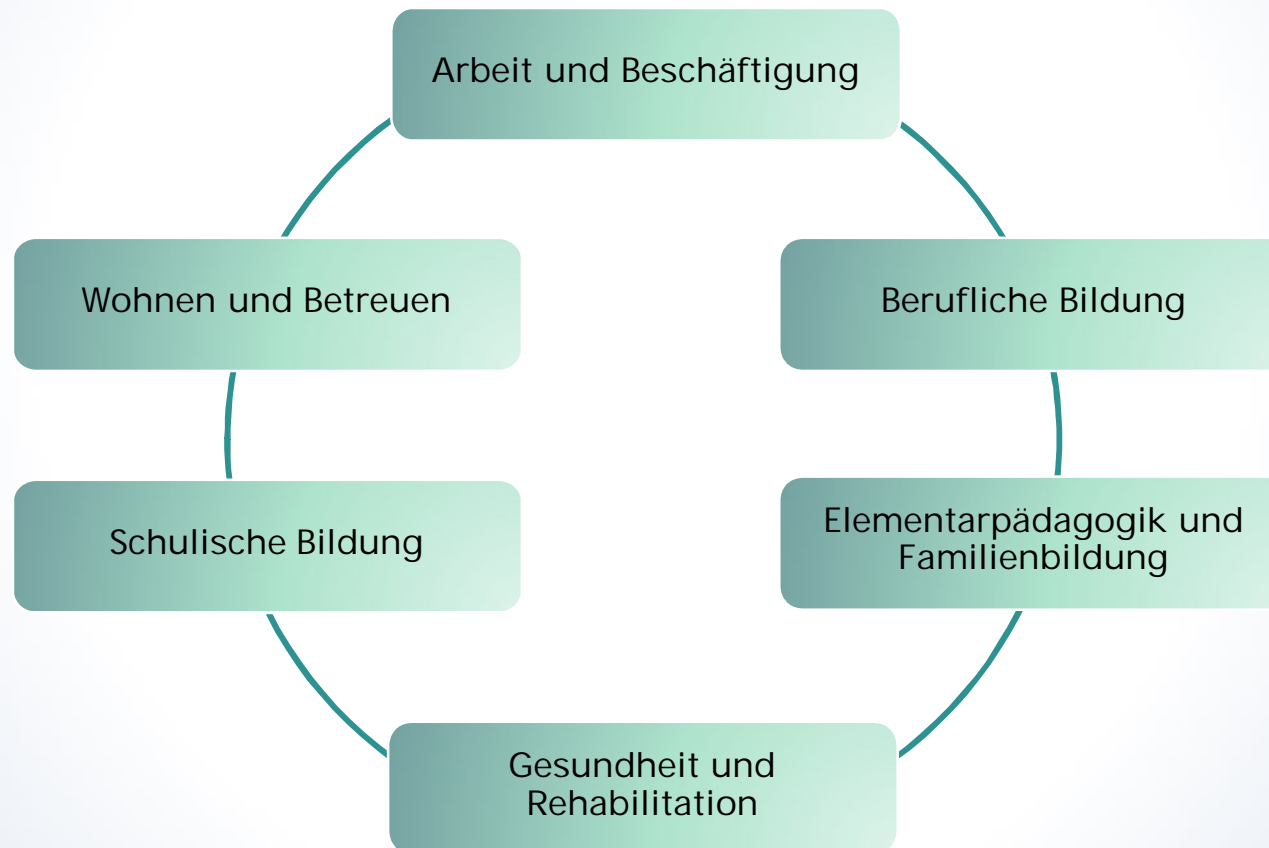 Arbeit und Beschäftigung
Wohnen und Betreuen
Berufliche Bildung
Schulische Bildung
Elementarpädagogik und
Familienbildung
Gesundheit und
Rehabilitation